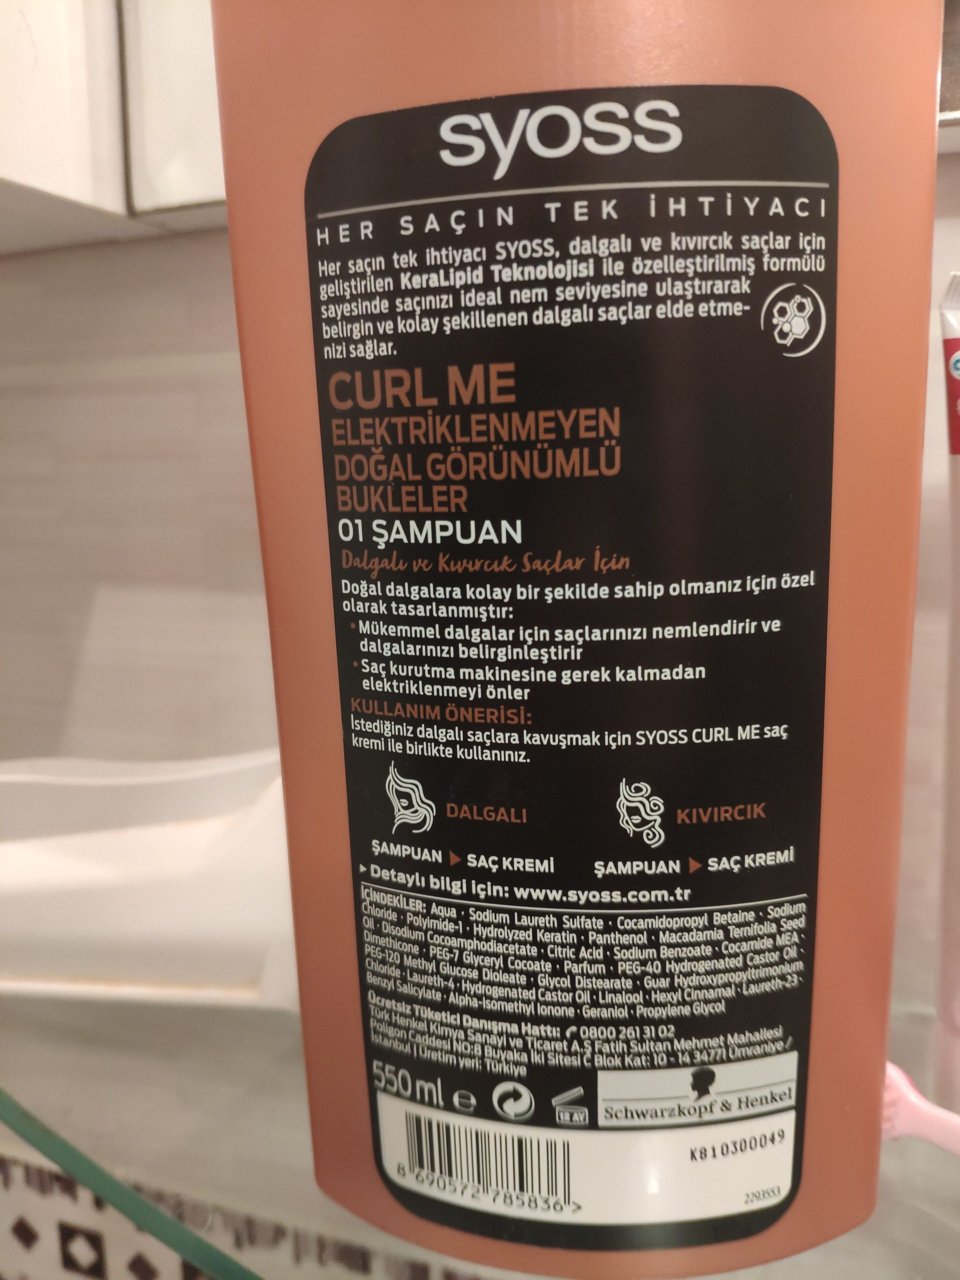 syoss
HER SAÇIN TEK İHTİYACI
Her saçın tek ihtiyacı SYOSS, dalgalı ve kıvırcık saçlar için
geliştirilen KeraLipid Teknolojisi ile özelleştirilmiş formülü
sayesinde saçınızı ideal nem seviyesine ulaştırarak
belirgin ve kolay şekillenen dalgalı saçlar elde etme-
nizi sağlar.
CURL ME
ELEKTRİKLENMEYEN
DOĞAL GÖRÜNÜMLÜ
BUKLELER
01 ŞAMPUAN
Dalgalı ve Kıvırcık Saçlar İçin
Doğal dalgalara kolay bir şekilde sahip olmanız için özel
olarak tasarlanmıştır:
• Mükemmel dalgalar için saçlarınızı nemlendirir ve
dalgalarınızı belirginleştirir
• Saç kurutma makinesine gerek kalmadan
elektriklenmeyi önler
KULLANIM ÖNERİSİ:
İstediğiniz dalgalı saçlara kavuşmak için SYOSS CURL ME saç
kremi ile birlikte kullanınız.
DALGALI KIVIRCIK
ŞAMPUAN ▶ SAÇ KREMİ ŞAMPUAN ▶ SAÇ KREMİ
▶ Detaylı bilgi için: www.syoss.com.tr
İÇİNDEKİLER: Aqua · Sodium Laureth Sulfate · Cocamidopropyl Betaine · Sodium
Chloride · Polyimide-1 · Hydrolyzed Keratin · Panthenol · Macadamia Ternifolia Seed
Oil · Disodium Cocoamphodiacetate · Citric Acid · Sodium Benzoate · Cocamide MEA ·
Dimethicone · PEG-7 Glyceryl Cocoate · Parfum · PEG-40 Hydrogenated Castor Oil ·
PEG-120 Methyl Glucose Dioleate · Glycol Distearate · Guar Hydroxypropyltrimonium
Chloride · Laureth-4 · Hydrogenated Castor Oil · Linalool · Hexyl Cinnamal · Laureth-23 ·
Benzyl Salicylate · Alpha-Isomethyl Ionone · Geraniol · Propylene Glycol
Ücretsiz Tüketici Danışma Hattı: 0800 261 31 02
Türk Henkel Kimya Sanayi ve Ticaret A.Ş Fatih Sultan Mehmet Mahallesi
Poligon Caddesi NO:8 Buyaka İki Sitesi C Blok Kat: 10 - 14 34771 Ümraniye /
İstanbul | Üretim yeri: Türkiye
550 ml e
18 AY
Schwarzkopf & Henkel
K810300049
8 690572 785836 >
2293553